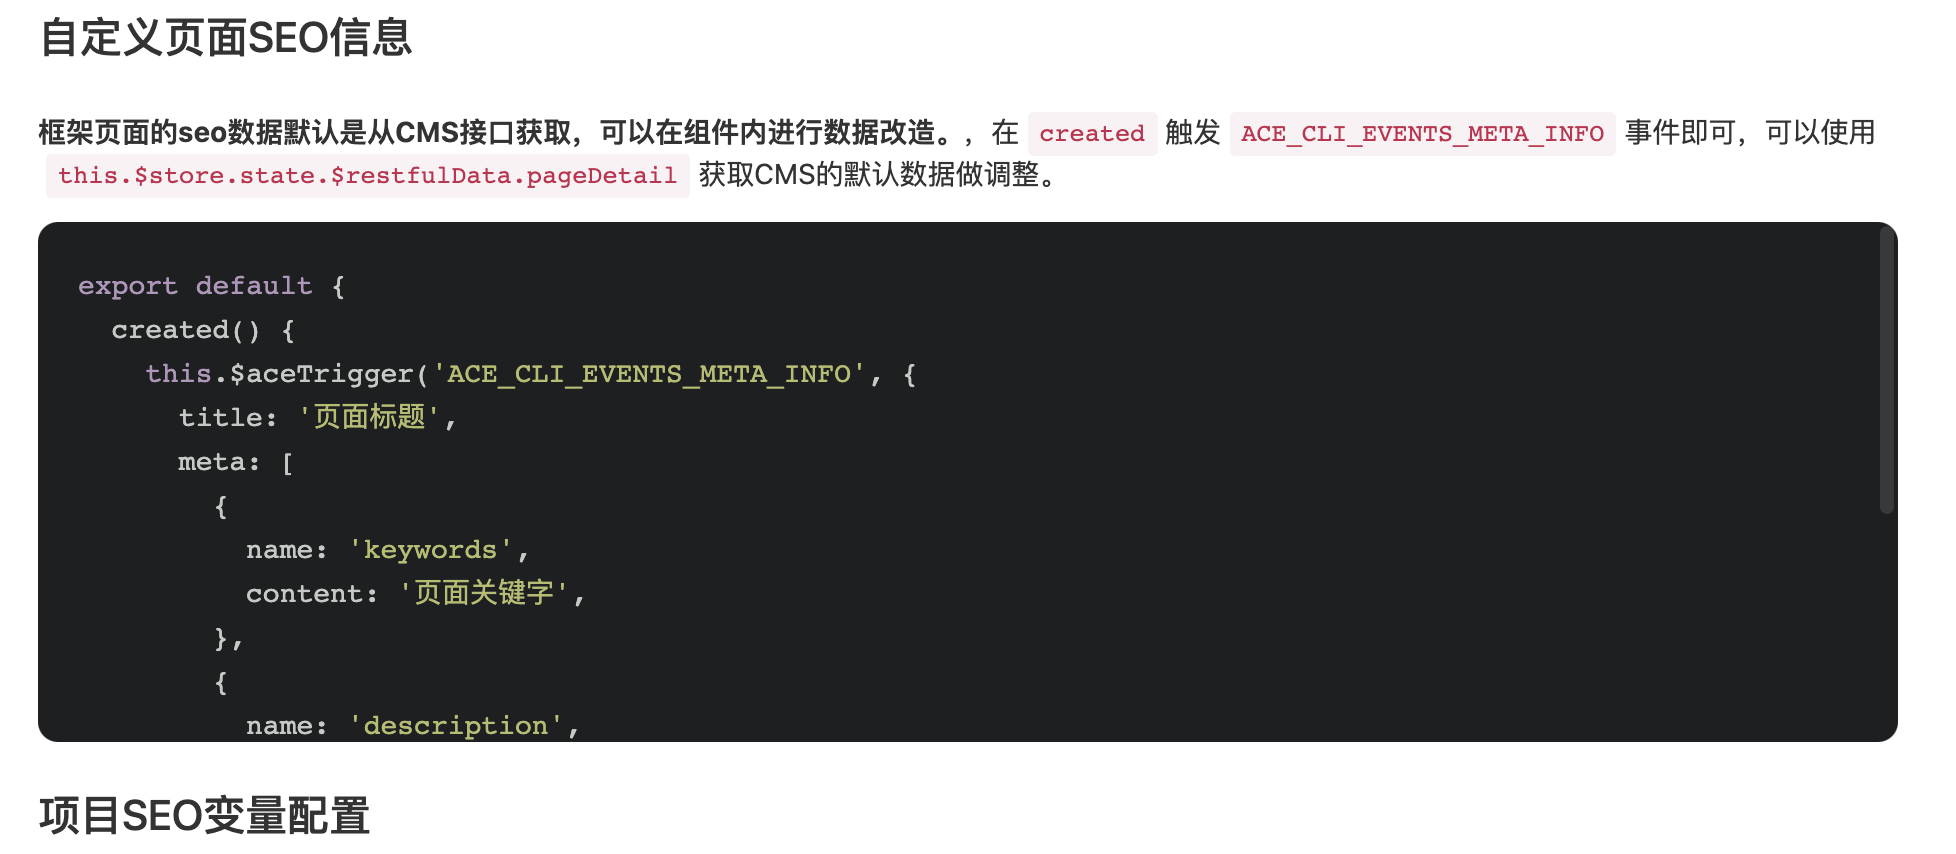 自定义页面SEO信息
框架页面的seo数据默认是从CMS接口获取，可以在组件内进行数据改造。，在 created 触发 ACE_CLI_EVENTS_META_INFO 事件即可，可以使用
this.$store.state.$restfulData.pageDetail 获取CMS的默认数据做调整。
export default {
  created() {
    this.$aceTrigger('ACE_CLI_EVENTS_META_INFO', {
      title: '页面标题',
      meta: [
        {
          name: 'keywords',
          content: '页面关键字',
        },
        {
          name: 'description',
项目SEO变量配置